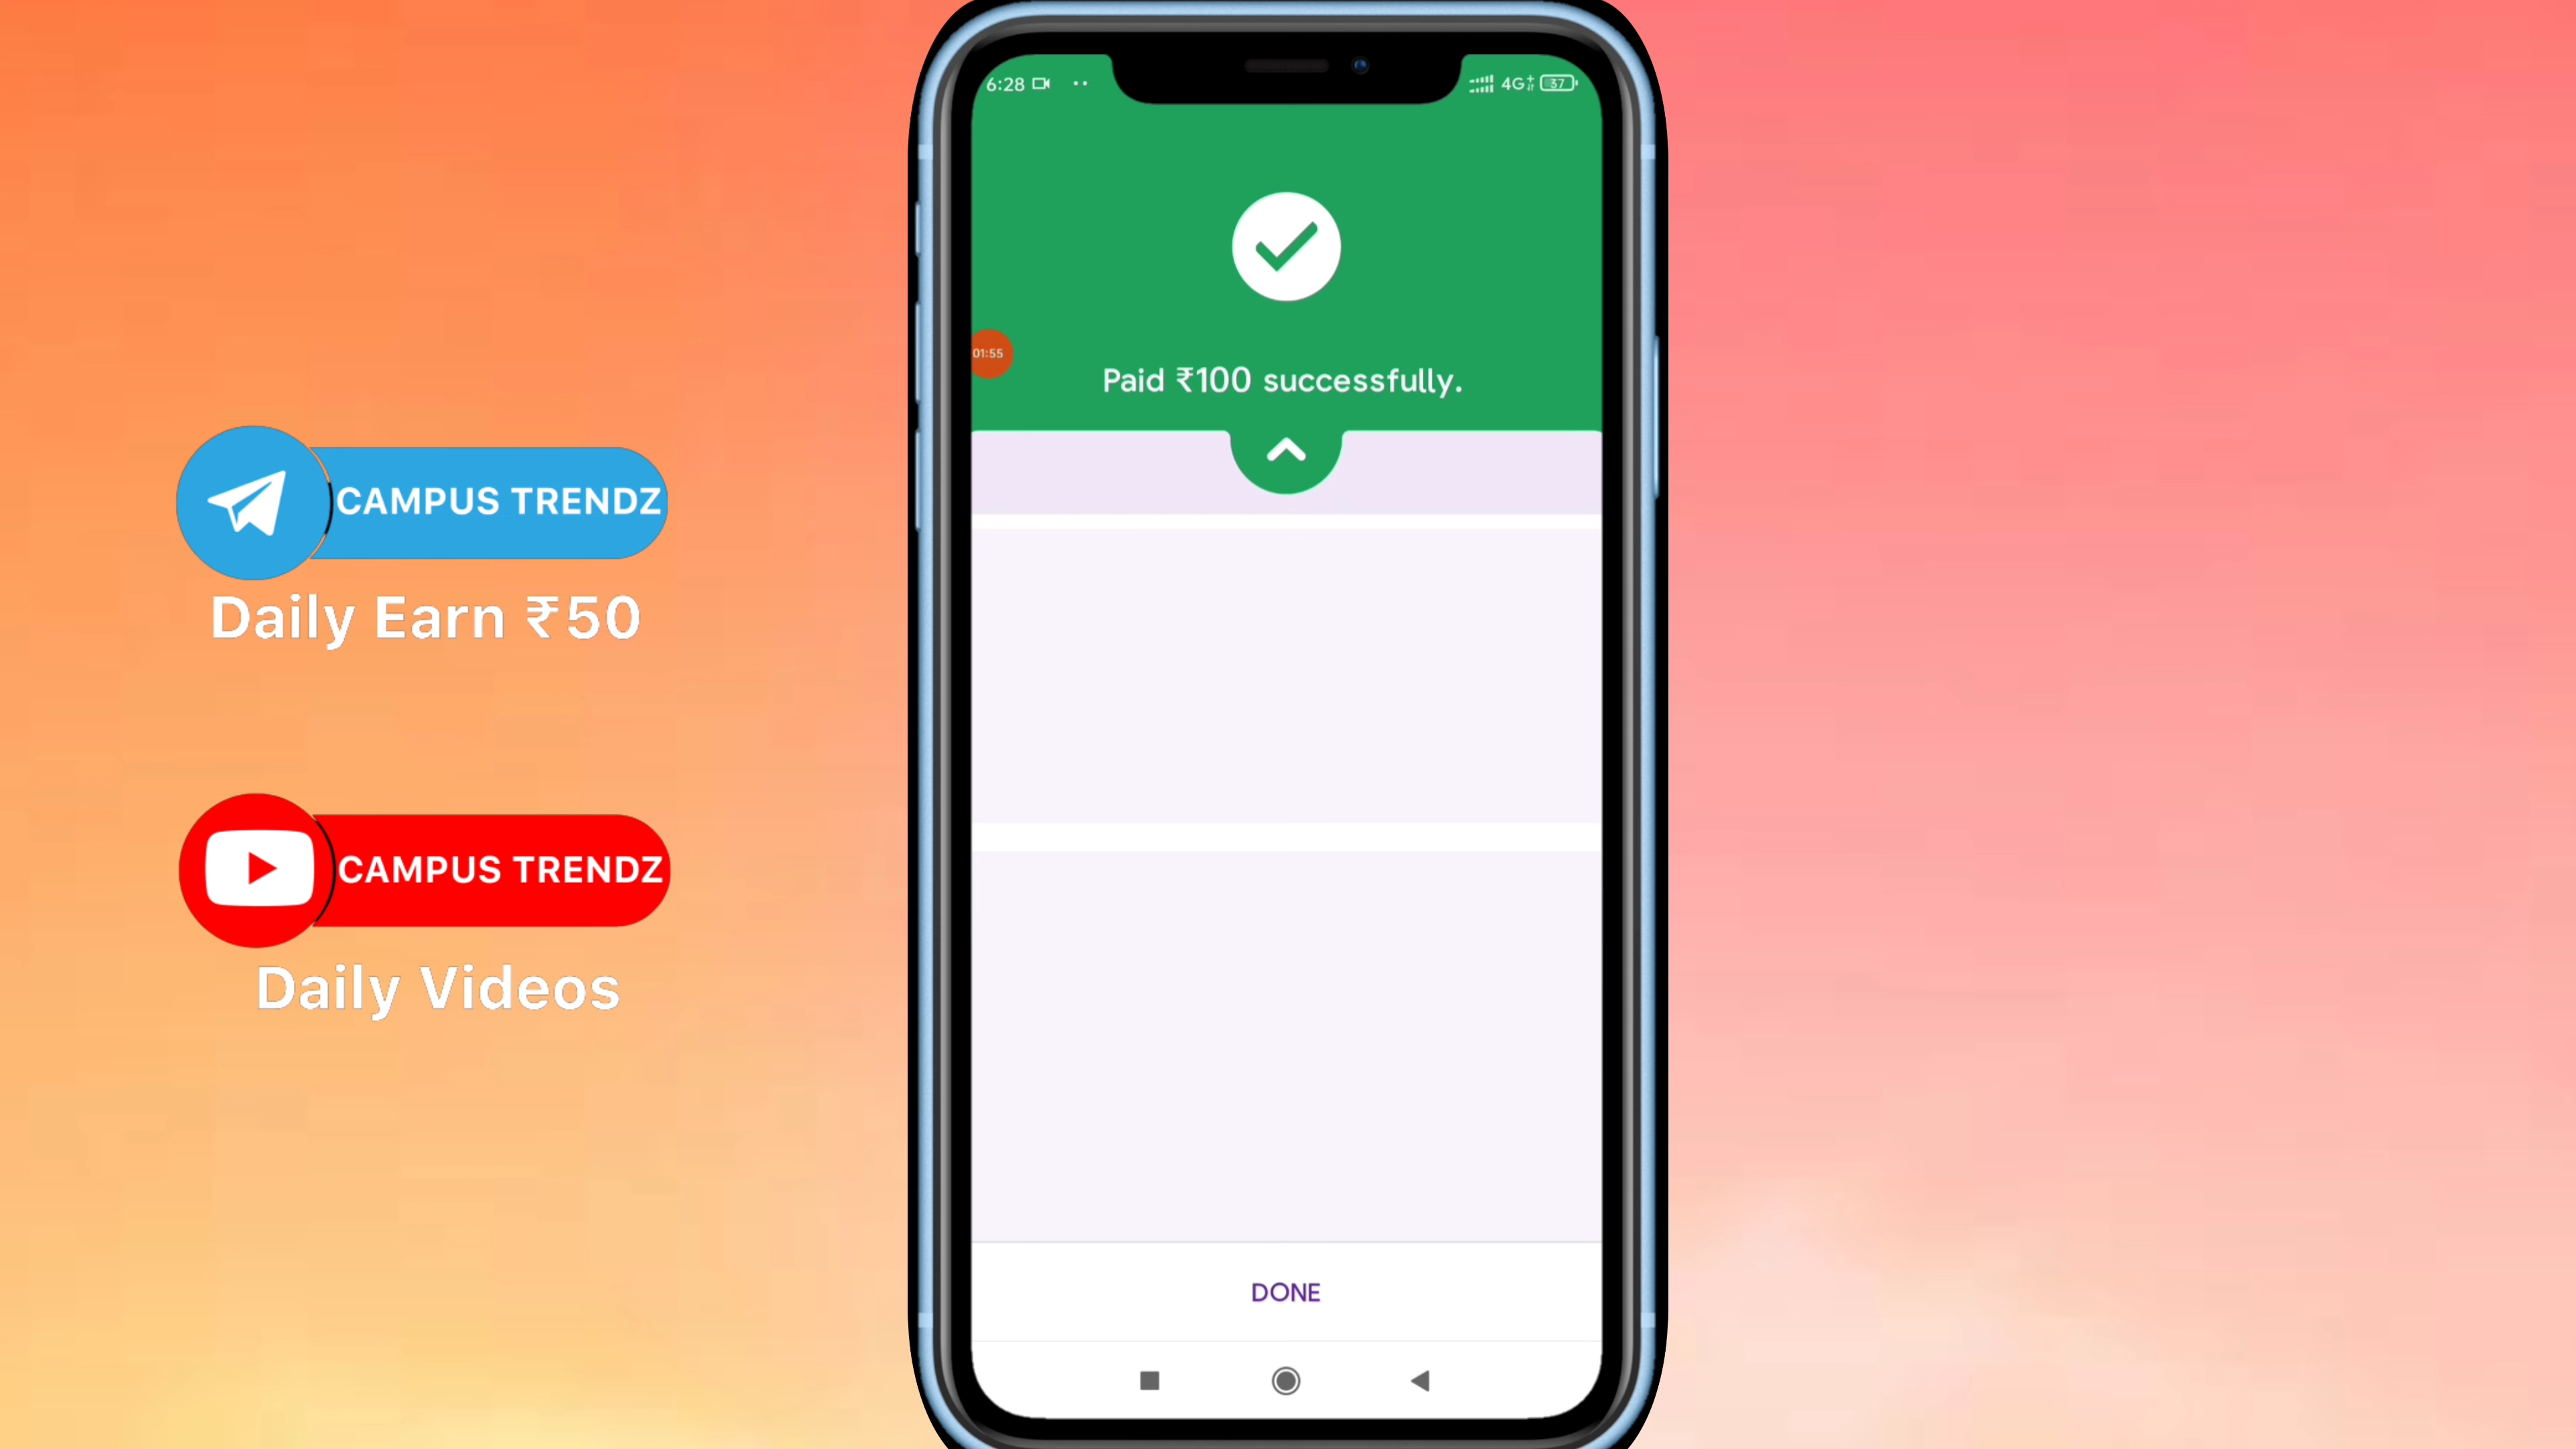 CAMPUS TRENDZ
Daily Earn ₹50
CAMPUS TRENDZ
Daily Videos
6:28
4G+
37
01:55
Paid ₹100 successfully.
DONE